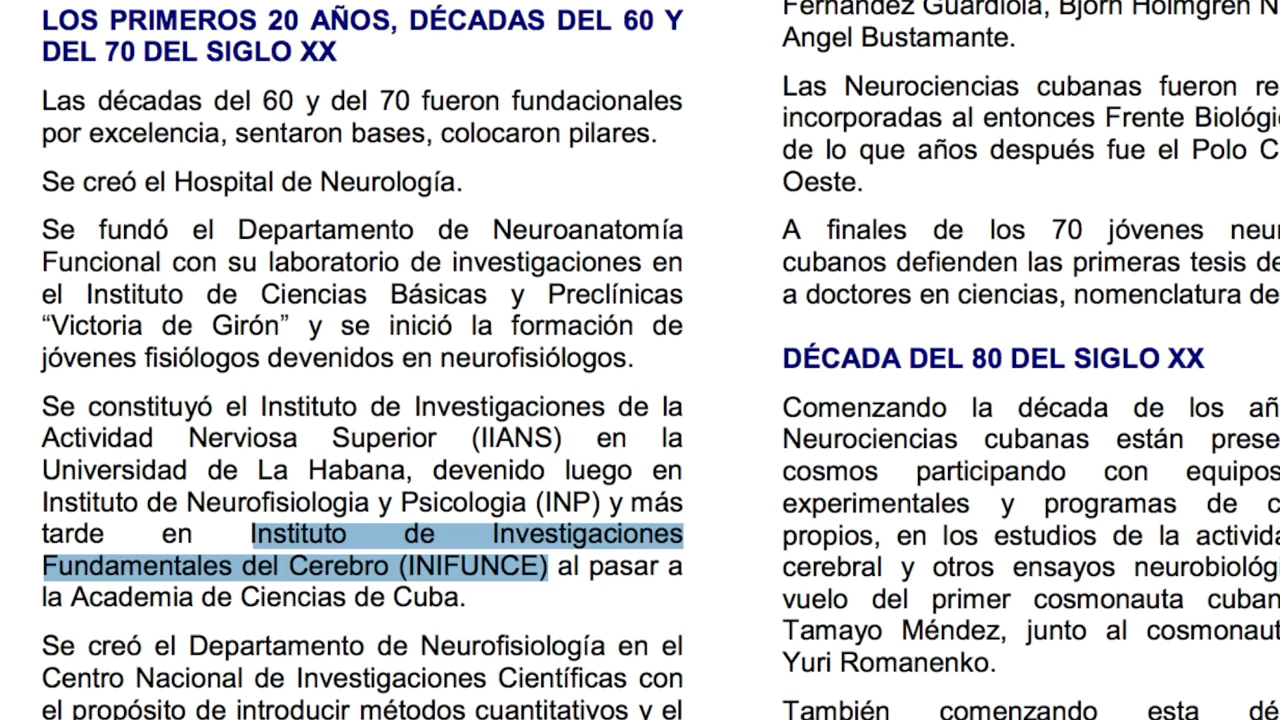 LOS PRIMEROS 20 AÑOS, DÉCADAS DEL 60 Y
DEL 70 DEL SIGLO XX
Las décadas del 60 y del 70 fueron fundacionales
por excelencia, sentaron bases, colocaron pilares.
Se creó el Hospital de Neurología.
Se fundó el Departamento de Neuroanatomía
Funcional con su laboratorio de investigaciones en
el Instituto de Ciencias Básicas y Preclínicas
“Victoria de Girón” y se inició la formación de
jóvenes fisiólogos devenidos en neurofisiólogos.
Se constituyó el Instituto de Investigaciones de la
Actividad Nerviosa Superior (IIANS) en la
Universidad de La Habana, devenido luego en
Instituto de Neurofisiologia y Psicologia (INP) y más
tarde en Instituto de Investigaciones
Fundamentales del Cerebro (INIFUNCE) al pasar a
la Academia de Ciencias de Cuba.
Se creó el Departamento de Neurofisiología en el
Centro Nacional de Investigaciones Científicas con
el propósito de introducir métodos cuantitativos y el
Fernández Guardiola, Björn Holmgren
Angel Bustamante.
Las Neurociencias cubanas fueron
incorporadas al entonces Frente
de lo que años después fue el Polo
Oeste.
A finales de los 70 jóvenes
cubanos defienden las primeras tesis
a doctores en ciencias, nomenclatura
DÉCADA DEL 80 DEL SIGLO XX
Comenzando la década de los
Neurociencias cubanas están
cosmos participando con equipos
experimentales y programas de
propios, en los estudios de la
cerebral y otros ensayos
vuelo del primer cosmonauta
Tamayo Méndez, junto al
Yuri Romanenko.
También comenzando esta